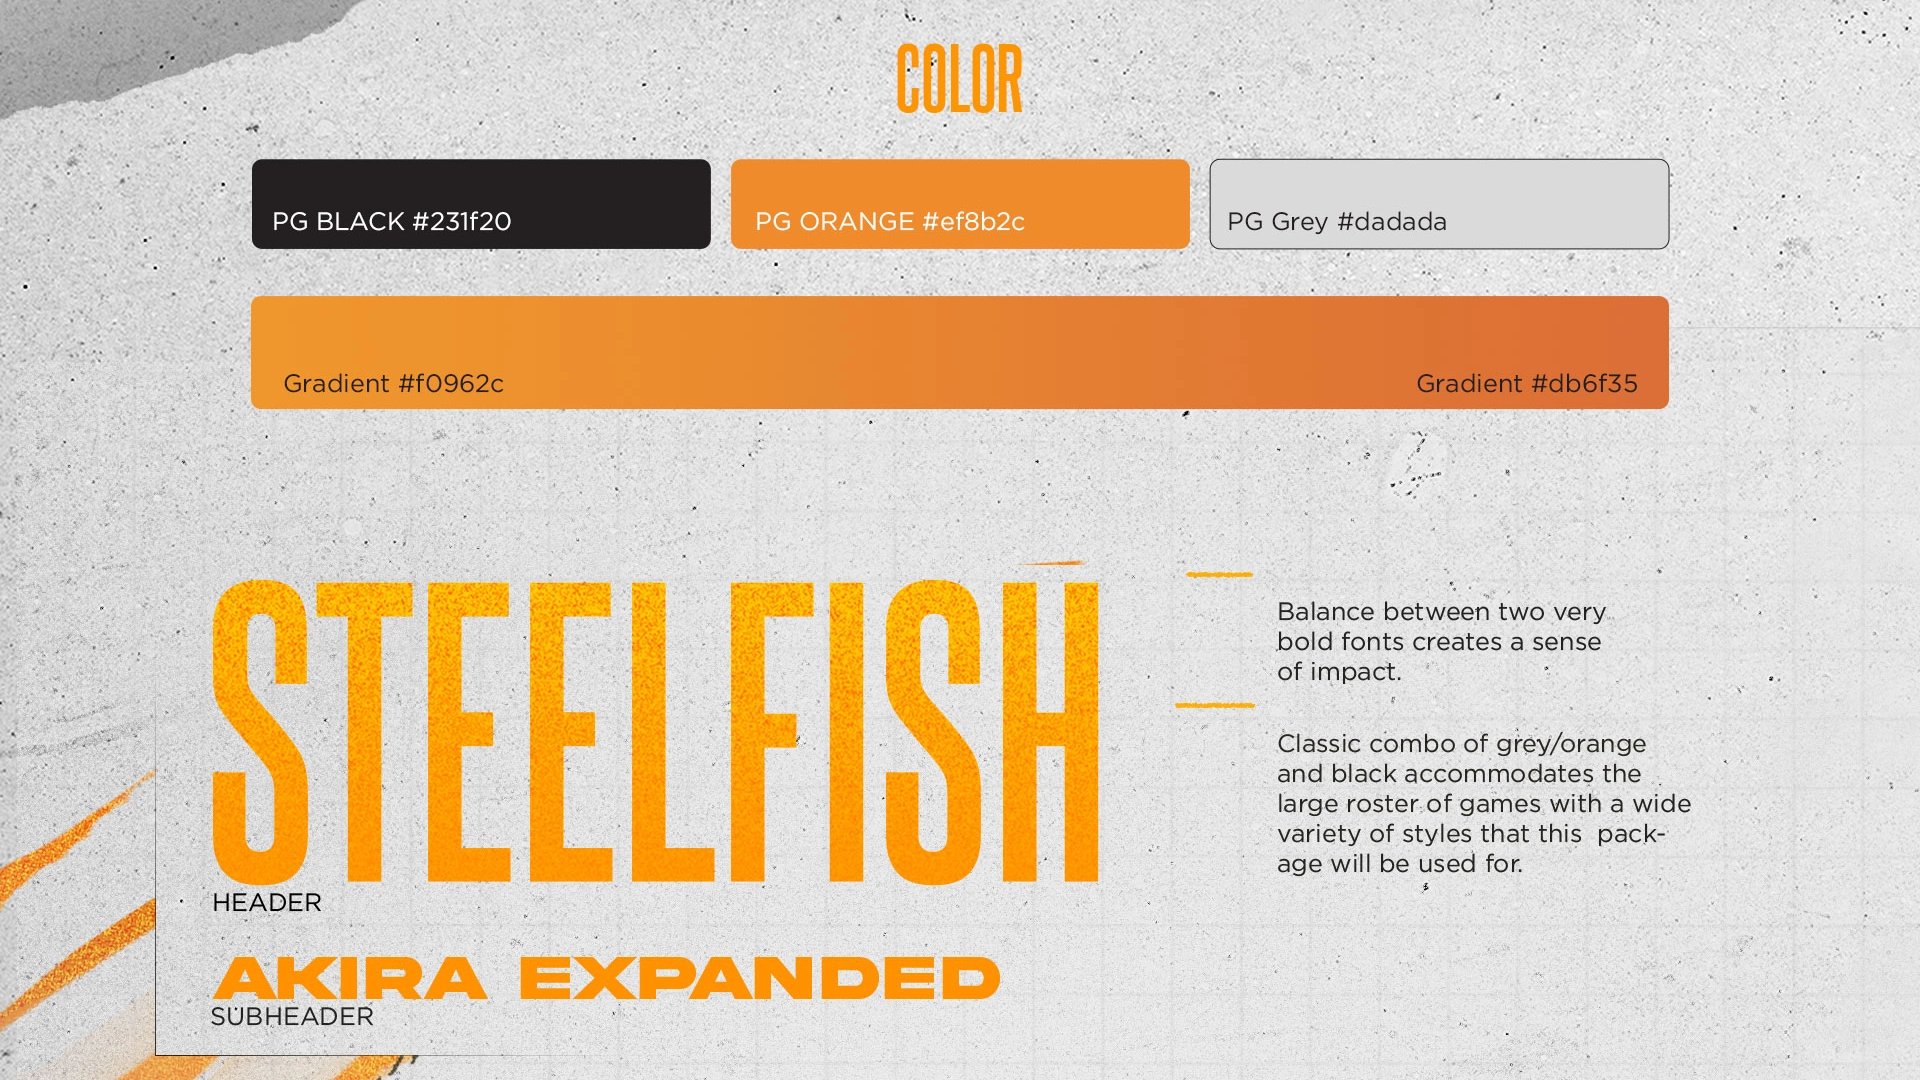 COLOR
PG BLACK #231f20
PG ORANGE #ef8b2c
PG Grey #dadada
Gradient #f0962c
Gradient #db6f35
STEELFISH
HEADER
AKIRA EXPANDED
SUBHEADER
Balance between two very
bold fonts creates a sense
of impact.
Classic combo of grey/orange
and black accommodates the
large roster of games with a wide
variety of styles that this  pack-
age will be used for.